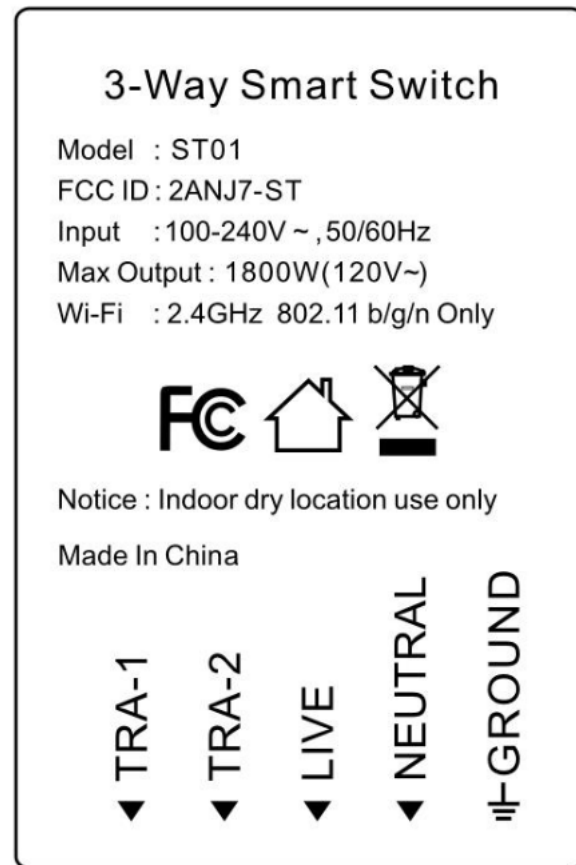 3-Way Smart Switch
Model : ST01
FCC ID : 2ANJ7-ST
Input : 100-240V ~ , 50/60Hz
Max Output : 1800W(120V~)
Wi-Fi : 2.4GHz 802.11 b/g/n Only
FC
Notice : Indoor dry location use only
Made In China
TRA-1
TRA-2
LIVE
NEUTRAL
GROUND